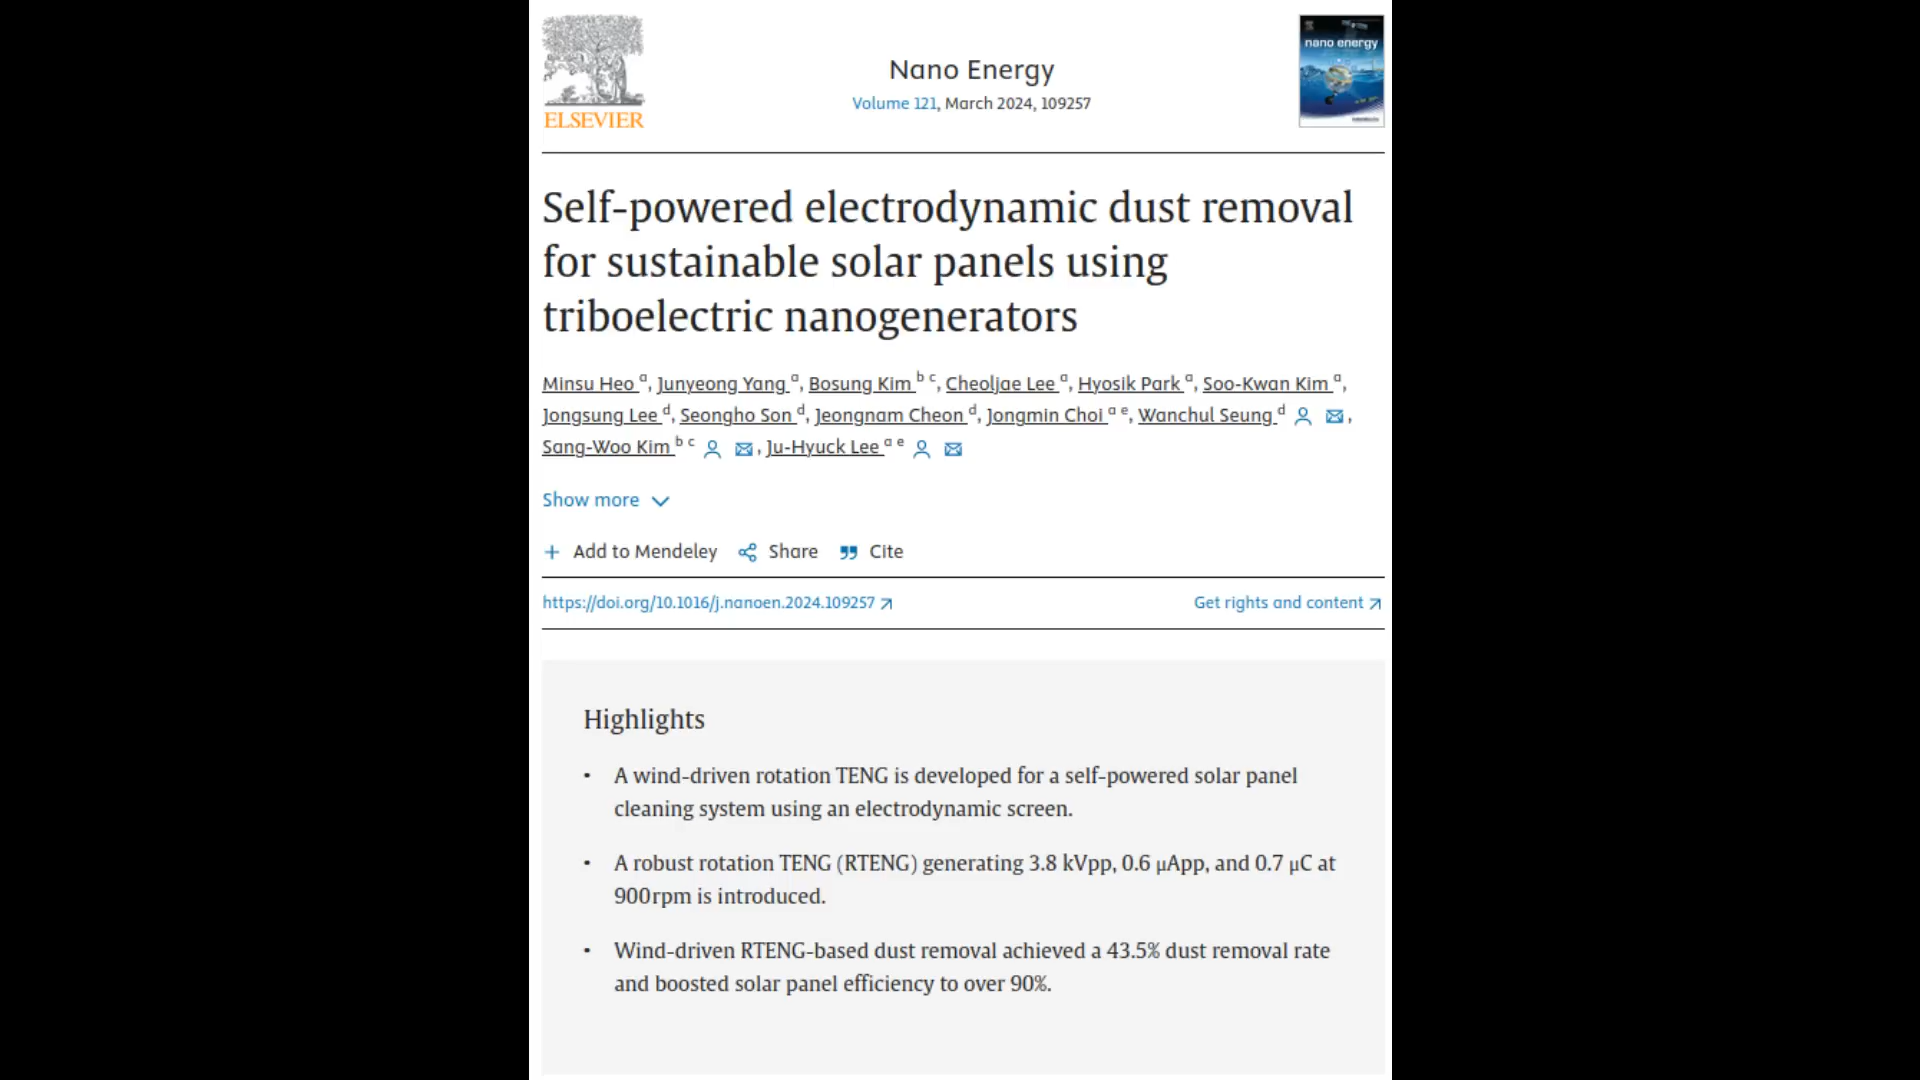 ELSEVIER
Nano Energy
Volume 121, March 2024, 109257
nano energy
Self-powered electrodynamic dust removal
for sustainable solar panels using
triboelectric nanogenerators
Minsu Heo a, Junyeong Yang a, Bosung Kim b c, Cheoljae Lee a, Hyosik Park a, Soo-Kwan Kim a,
Jongsung Lee d, Seongho Son d, Jeongnam Cheon d, Jongmin Choi a e, Wanchul Seung d,
Sang-Woo Kim b c, Ju-Hyuck Lee a e
Show more
Add to Mendeley Share Cite
https://doi.org/10.1016/j.nanoen.2024.109257 Get rights and content
Highlights
• A wind-driven rotation TENG is developed for a self-powered solar panel
cleaning system using an electrodynamic screen.
• A robust rotation TENG (RTENG) generating 3.8 kVpp, 0.6 μApp, and 0.7 μC at
900 rpm is introduced.
• Wind-driven RTENG-based dust removal achieved a 43.5% dust removal rate
and boosted solar panel efficiency to over 90%.